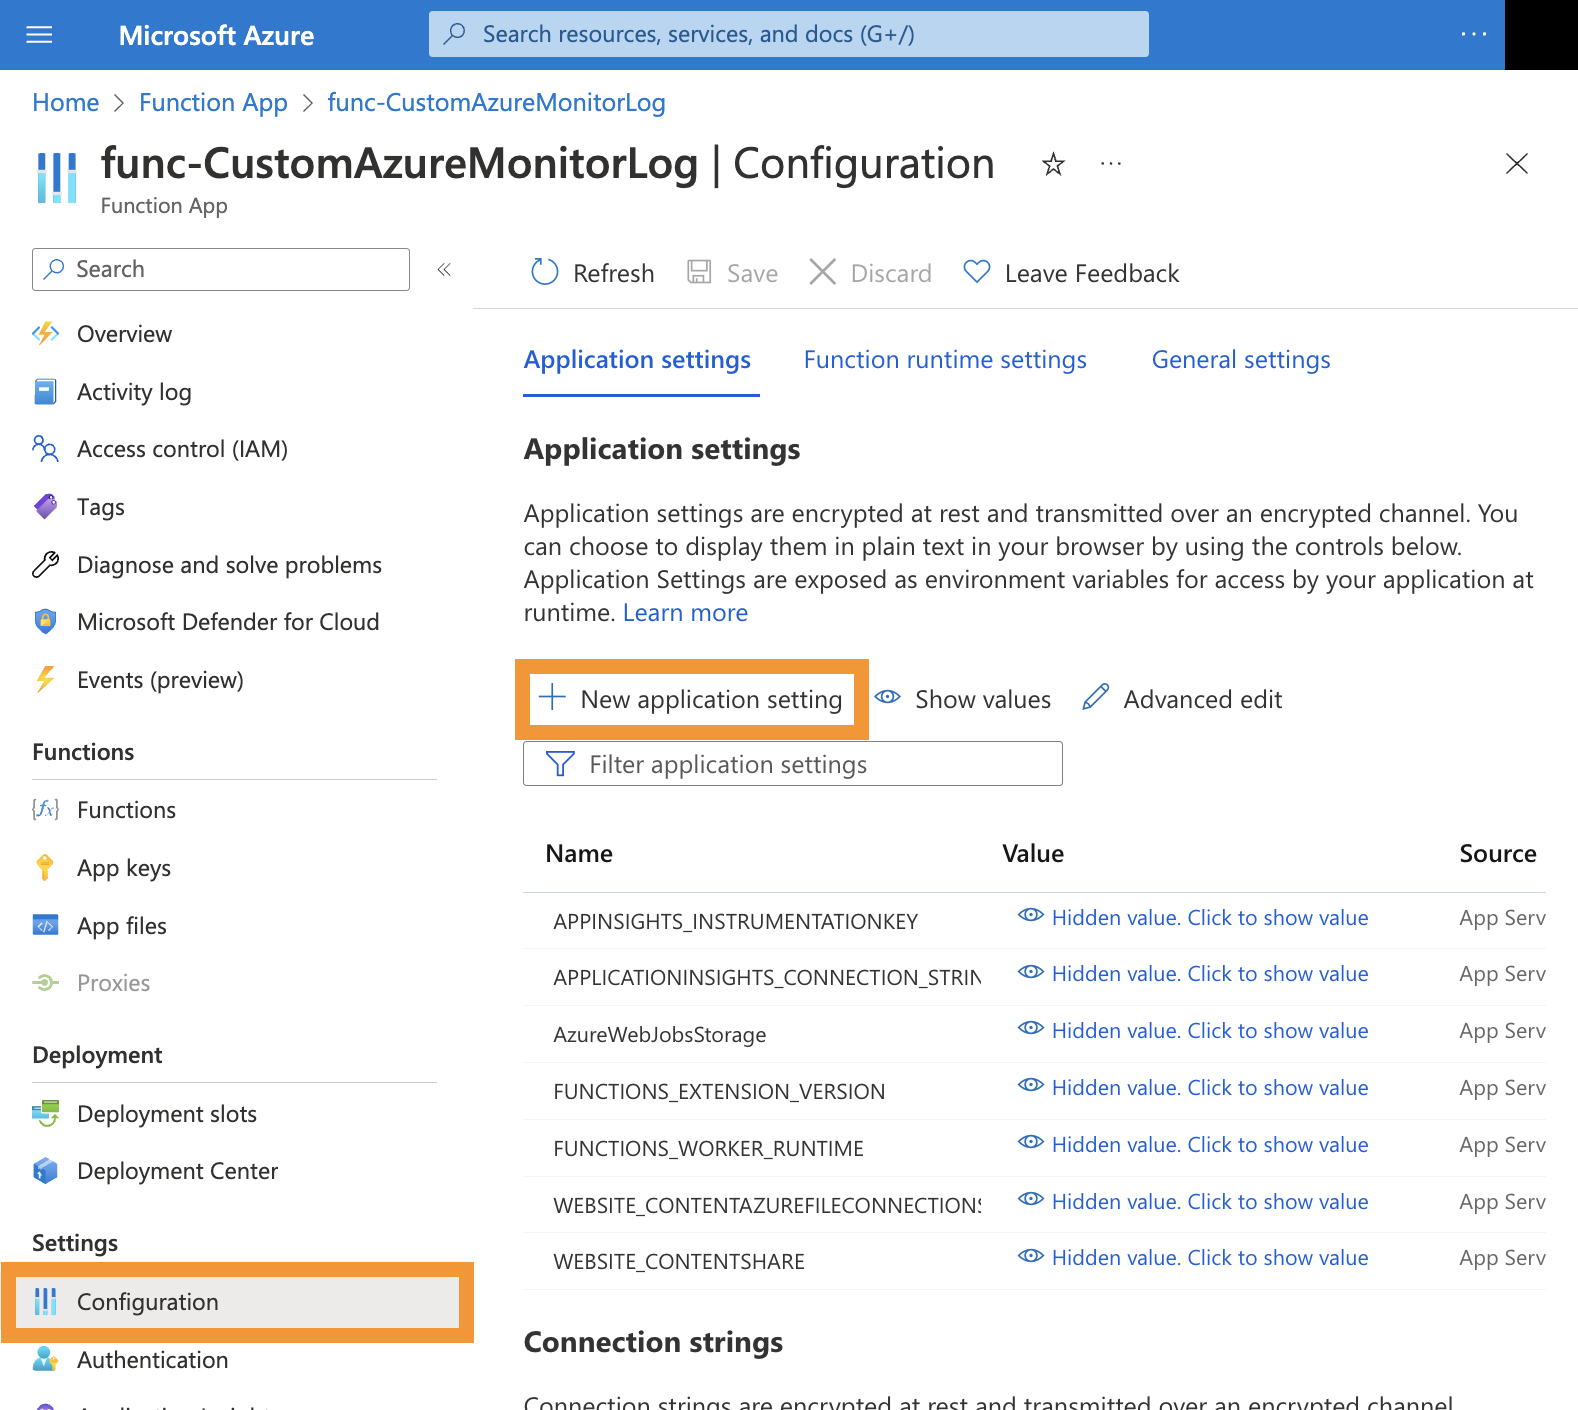 Microsoft Azure
Search resources, services, and docs (G+/)
Home > Function App > func-CustomAzureMonitorLog
func-CustomAzureMonitorLog | Configuration
Function App
Search
Refresh Save Discard Leave Feedback
Overview
Activity log
Access control (IAM)
Tags
Diagnose and solve problems
Microsoft Defender for Cloud
Events (preview)
Functions
Functions
App keys
App files
Proxies
Deployment
Deployment slots
Deployment Center
Settings
Configuration
Authentication
Application settings Function runtime settings General settings
Application settings
Application settings are encrypted at rest and transmitted over an encrypted channel. You
can choose to display them in plain text in your browser by using the controls below.
Application Settings are exposed as environment variables for access by your application at
runtime. Learn more
New application setting Show values Advanced edit
Filter application settings
Name Value Source
APPINSIGHTS_INSTRUMENTATIONKEY Hidden value. Click to show value App Serv
APPLICATIONINSIGHTS_CONNECTION_STRIN Hidden value. Click to show value App Serv
AzureWebJobsStorage Hidden value. Click to show value App Serv
FUNCTIONS_EXTENSION_VERSION Hidden value. Click to show value App Serv
FUNCTIONS_WORKER_RUNTIME Hidden value. Click to show value App Serv
WEBSITE_CONTENTAZUREFILECONNECTIONS Hidden value. Click to show value App Serv
WEBSITE_CONTENTSHARE Hidden value. Click to show value App Serv
Connection strings
Connection strings are encrypted at rest and transmitted over an encrypted channel.